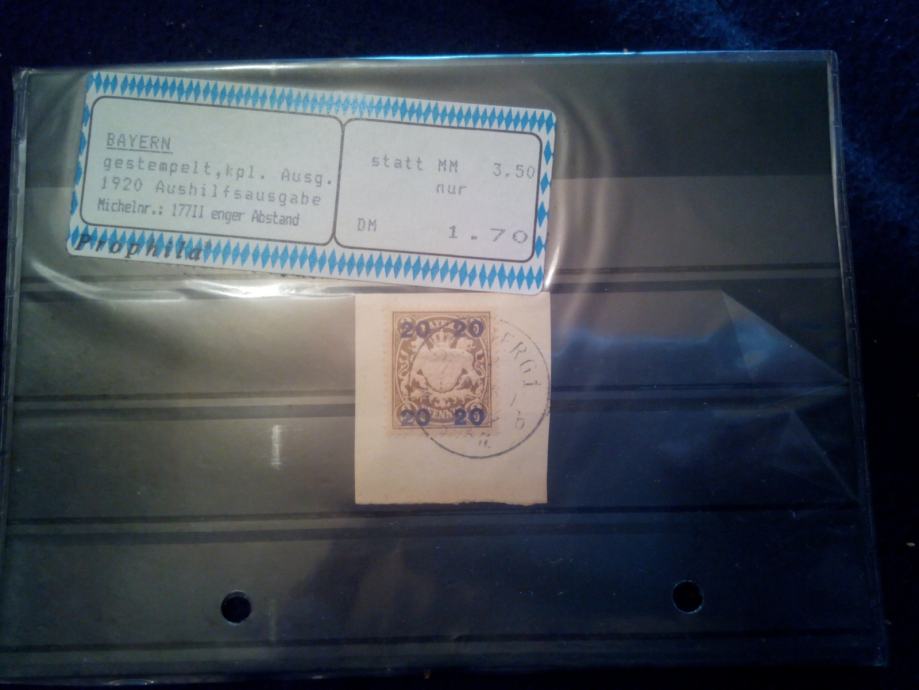 BAYERN
gestempelt,kpl. Ausg.
1920 Aushilfsausgabe
Michelnr.: 177II enger Abstand
statt MM 3,50
nur
DM 1.70
Prophila
20 20
20 20